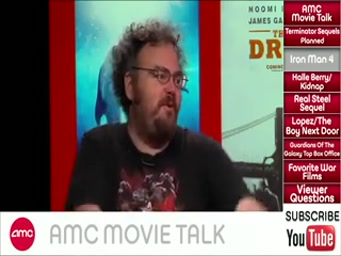 NOOMI
JAMES GA
DR
COMING
AMC
Movie Talk
Terminator Sequels
Planned
Iron Man 4
Halle Berry/
Kidnap
Real Steel
Sequel
Lopez/The
Boy Next Door
Guardians Of The
Galaxy Top Box Office
Favorite War
Films
Viewer
Questions
SUBSCRIBE
You Tube
amc
AMC MOVIE TALK